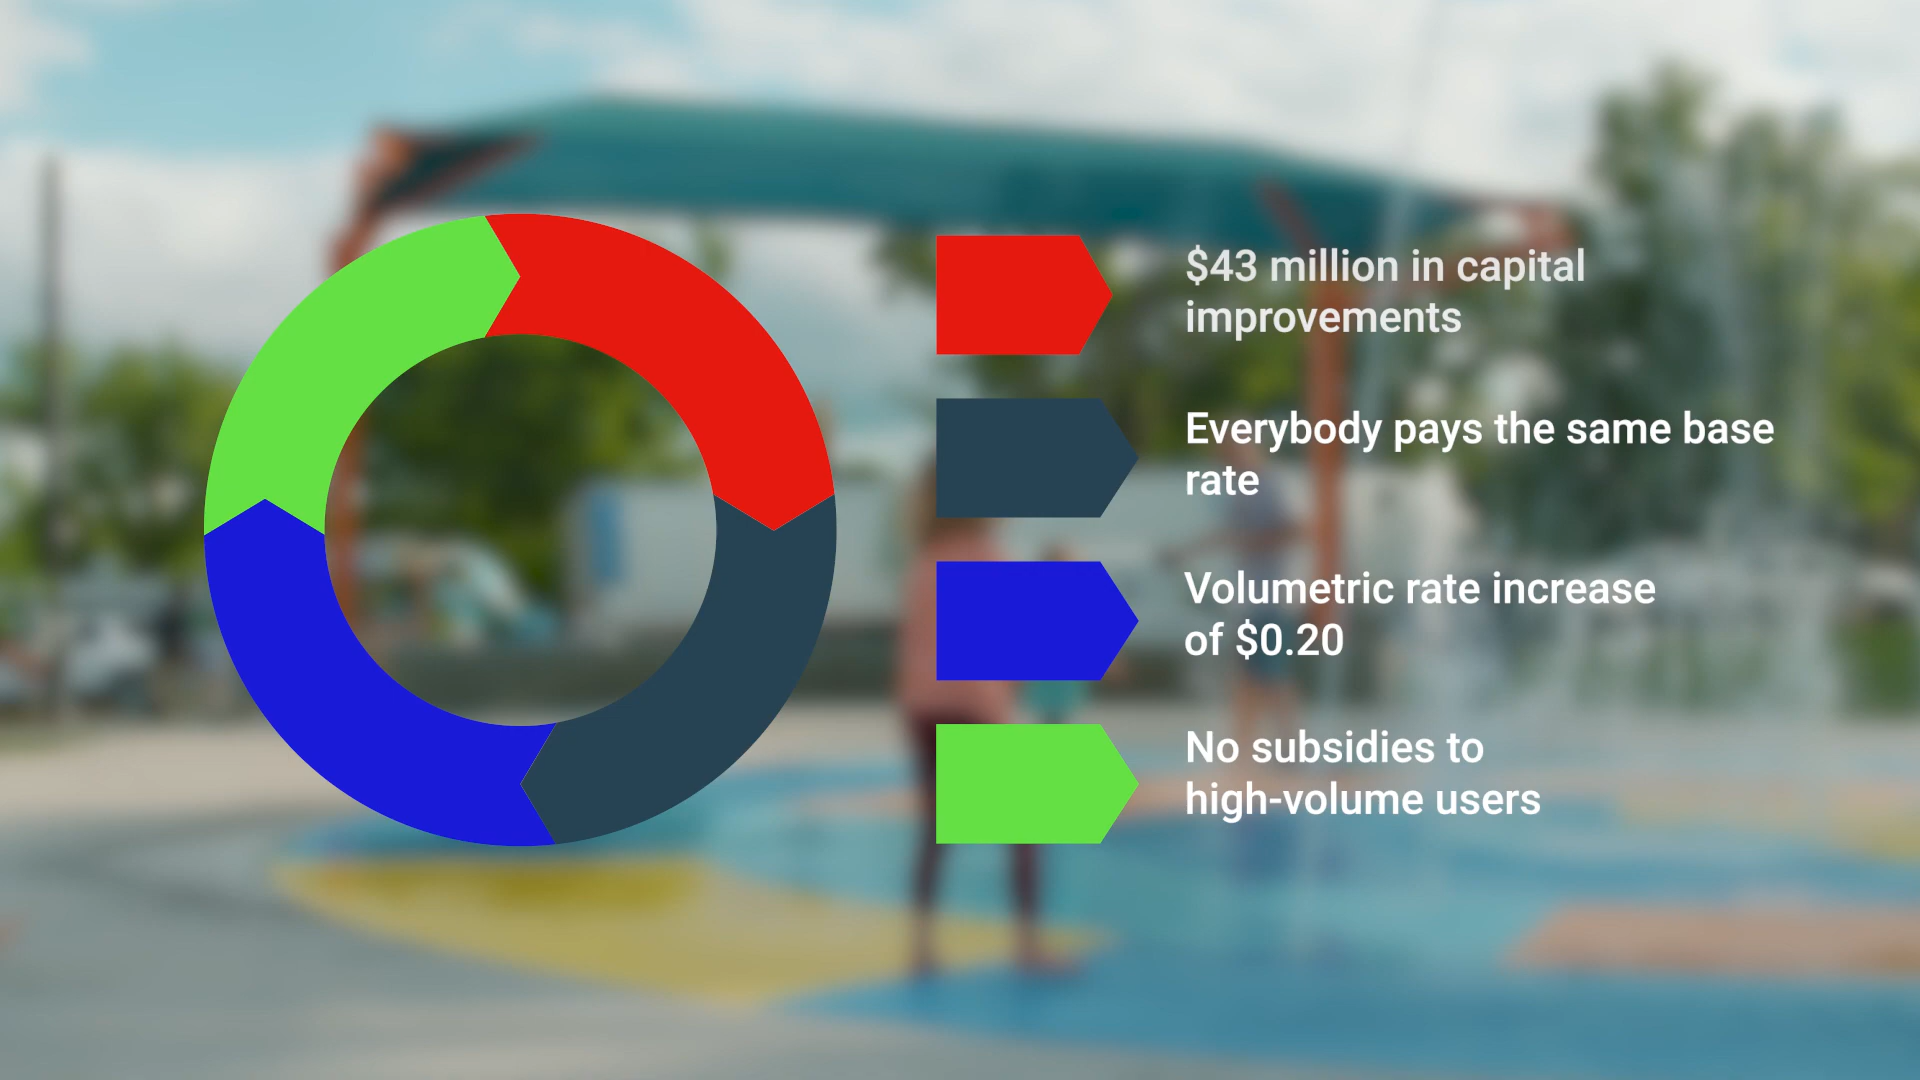 $43 million in capital
improvements
Everybody pays the same base
rate
Volumetric rate increase
of $0.20
No subsidies to
high-volume users